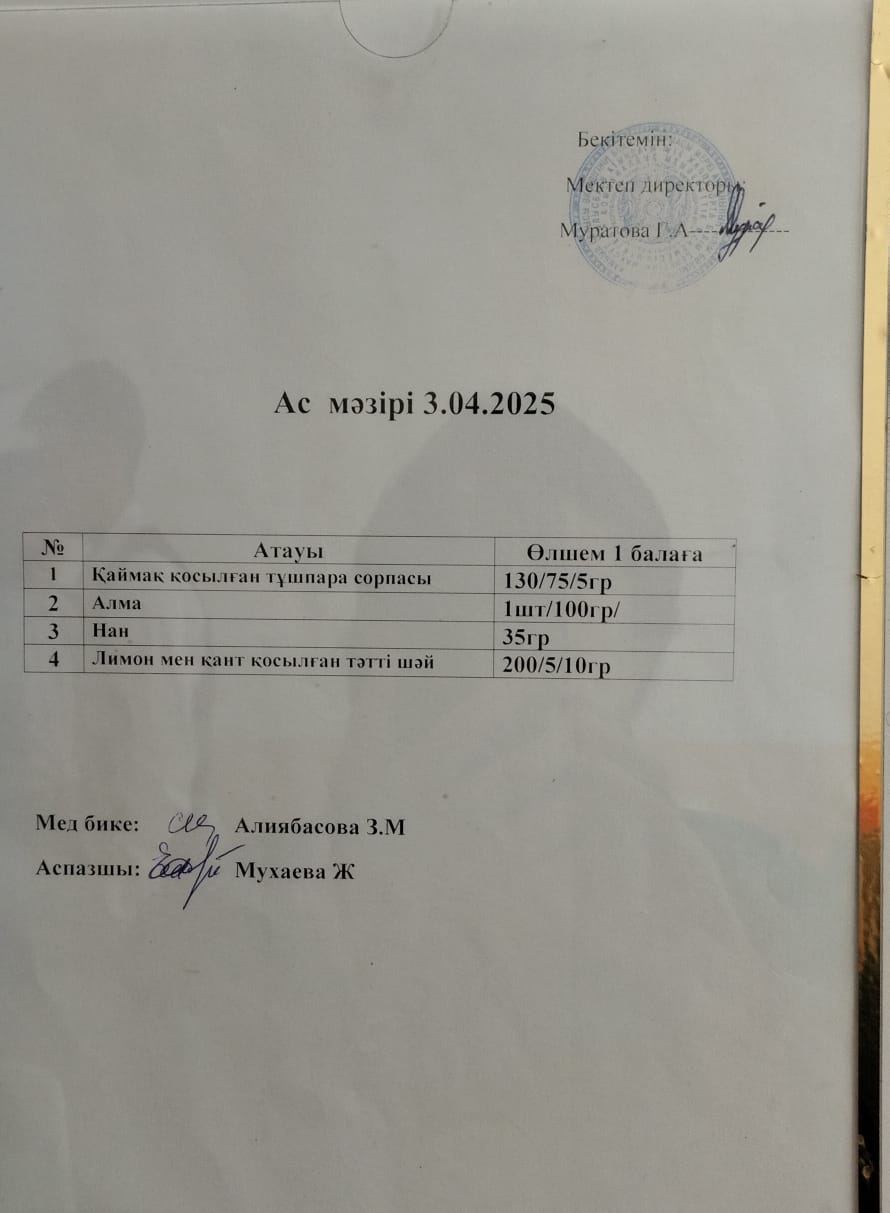 Бекітемін:
Мектеп директоры:
Муратова Г.А
Ас мәзірі 3.04.2025
№ Атауы Өлшем 1 балаға
1 Қаймақ қосылған тұшпара сорпасы 130/75/5гр
2 Алма 1шт/100гр/
3 Нан 35гр
4 Лимон мен қант қосылған тәтті шәй 200/5/10гр
Мед бике: Алиябасова З.М
Аспазшы: Мухаева Ж